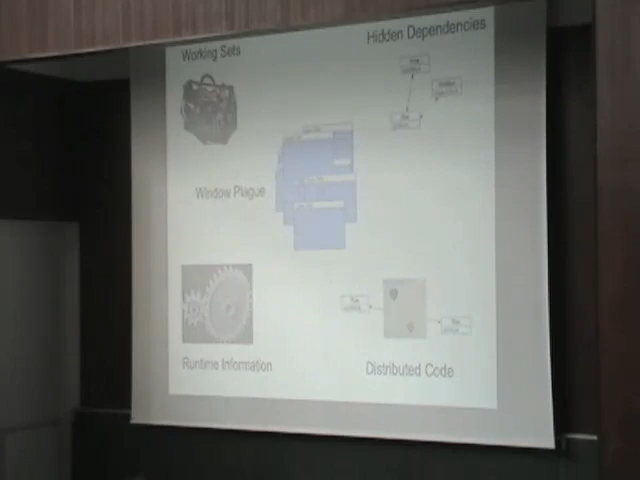 Working Sets
Hidden Dependencies
Window Plague
Runtime Information
Distributed Code